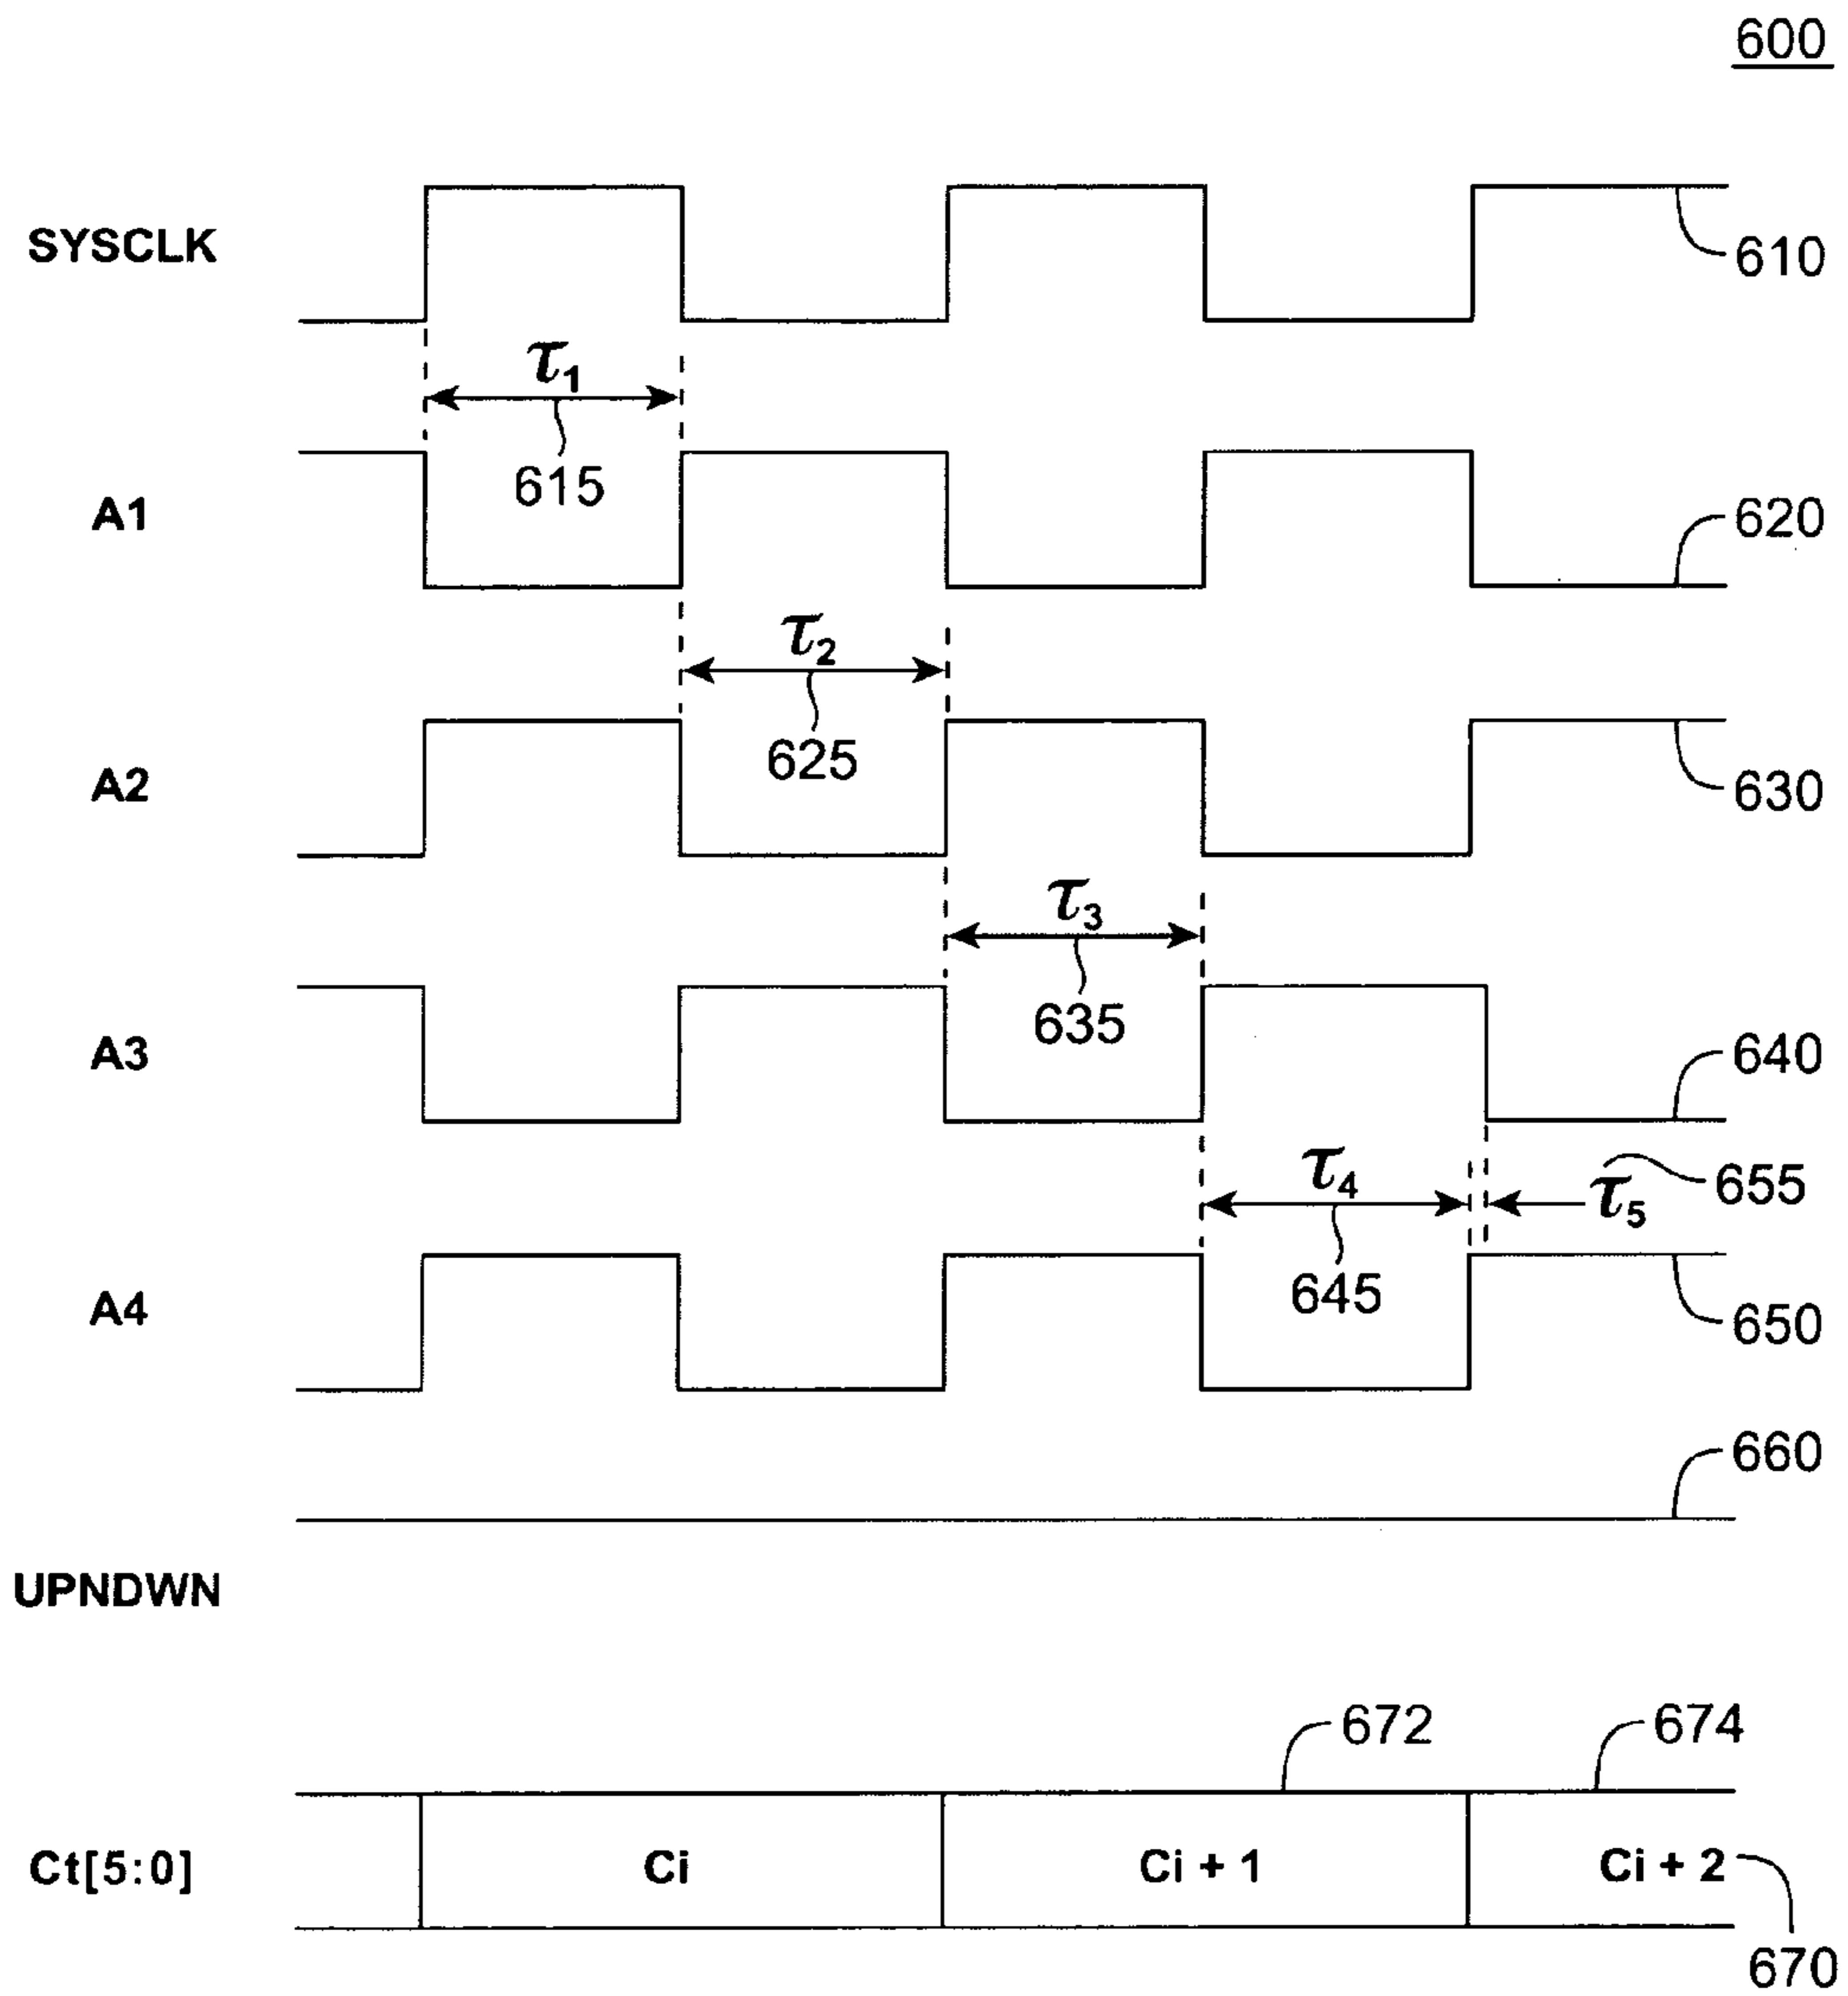 600
SYSCLK
610
τ1
615
A1
620
τ2
625
A2
630
τ3
635
A3
640
τ4
τ5
655
645
A4
650
660
UPNDWN
672
674
Ct[5:0]
Ci
Ci + 1
Ci + 2
670